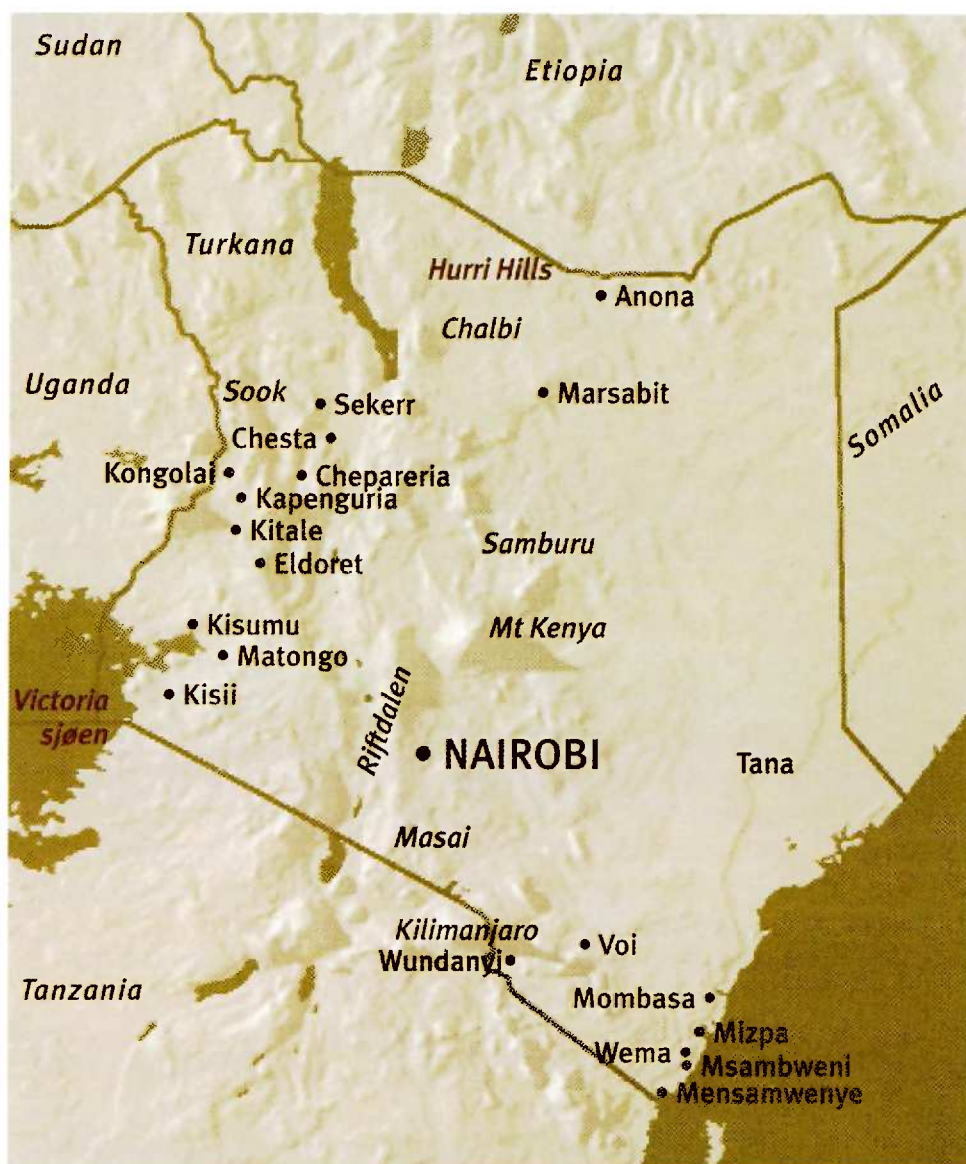 Sudan
Etiopia
Turkana
Hurri Hills
Anona
Chalbi
Uganda
Sook
Sekerr
Marsabit
Somalia
Chesta
Kongolai
Chepareria
Kapenguria
Kitale
Samburu
Eldoret
Kisumu
Mt Kenya
Matongo
Kisii
Victoria
sjøen
Riftdalen
NAIROBI
Tana
Masai
Kilimanjaro
Voi
Wundanyi
Tanzania
Mombasa
Mizpa
Wema
Msambweni
Mensamwenye